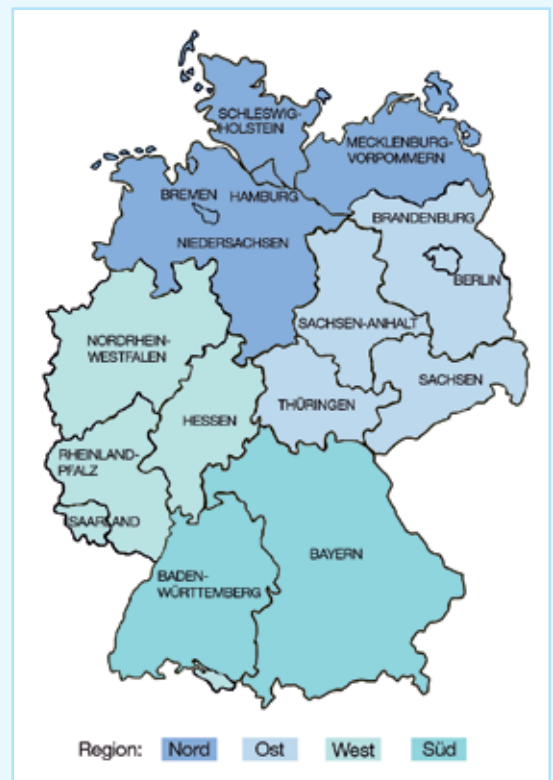 SCHLESWIG-
HOLSTEIN
MECKLENBURG-
VORPOMMERN
BREMEN
HAMBURG
BRANDENBURG
NIEDERSACHSEN
BERLIN
SACHSEN-ANHALT
NORDRHEIN-
WESTFALEN
SACHSEN
THÜRINGEN
HESSEN
RHEINLAND-
PFALZ
SAARLAND
BAYERN
BADEN-
WÜRTTEMBERG
Region: Nord Ost West Süd